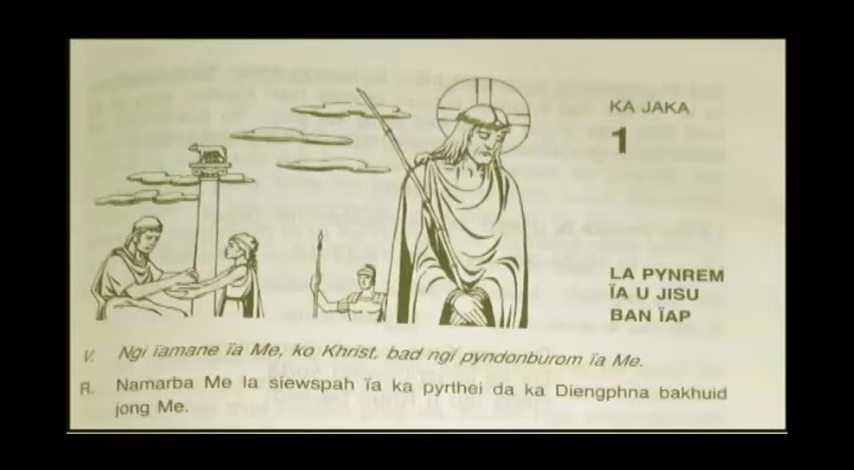 KA JAKA
1
LA PYNREM
ÏA U JISU
BAN ÏAP
V. Ngi ïamane ïa Me, ko Khrist, bad ngi pyndonburom ïa Me.
R. Namarba Me la siewspah ïa ka pyrthei da ka Diengphna bakhuid
jong Me.